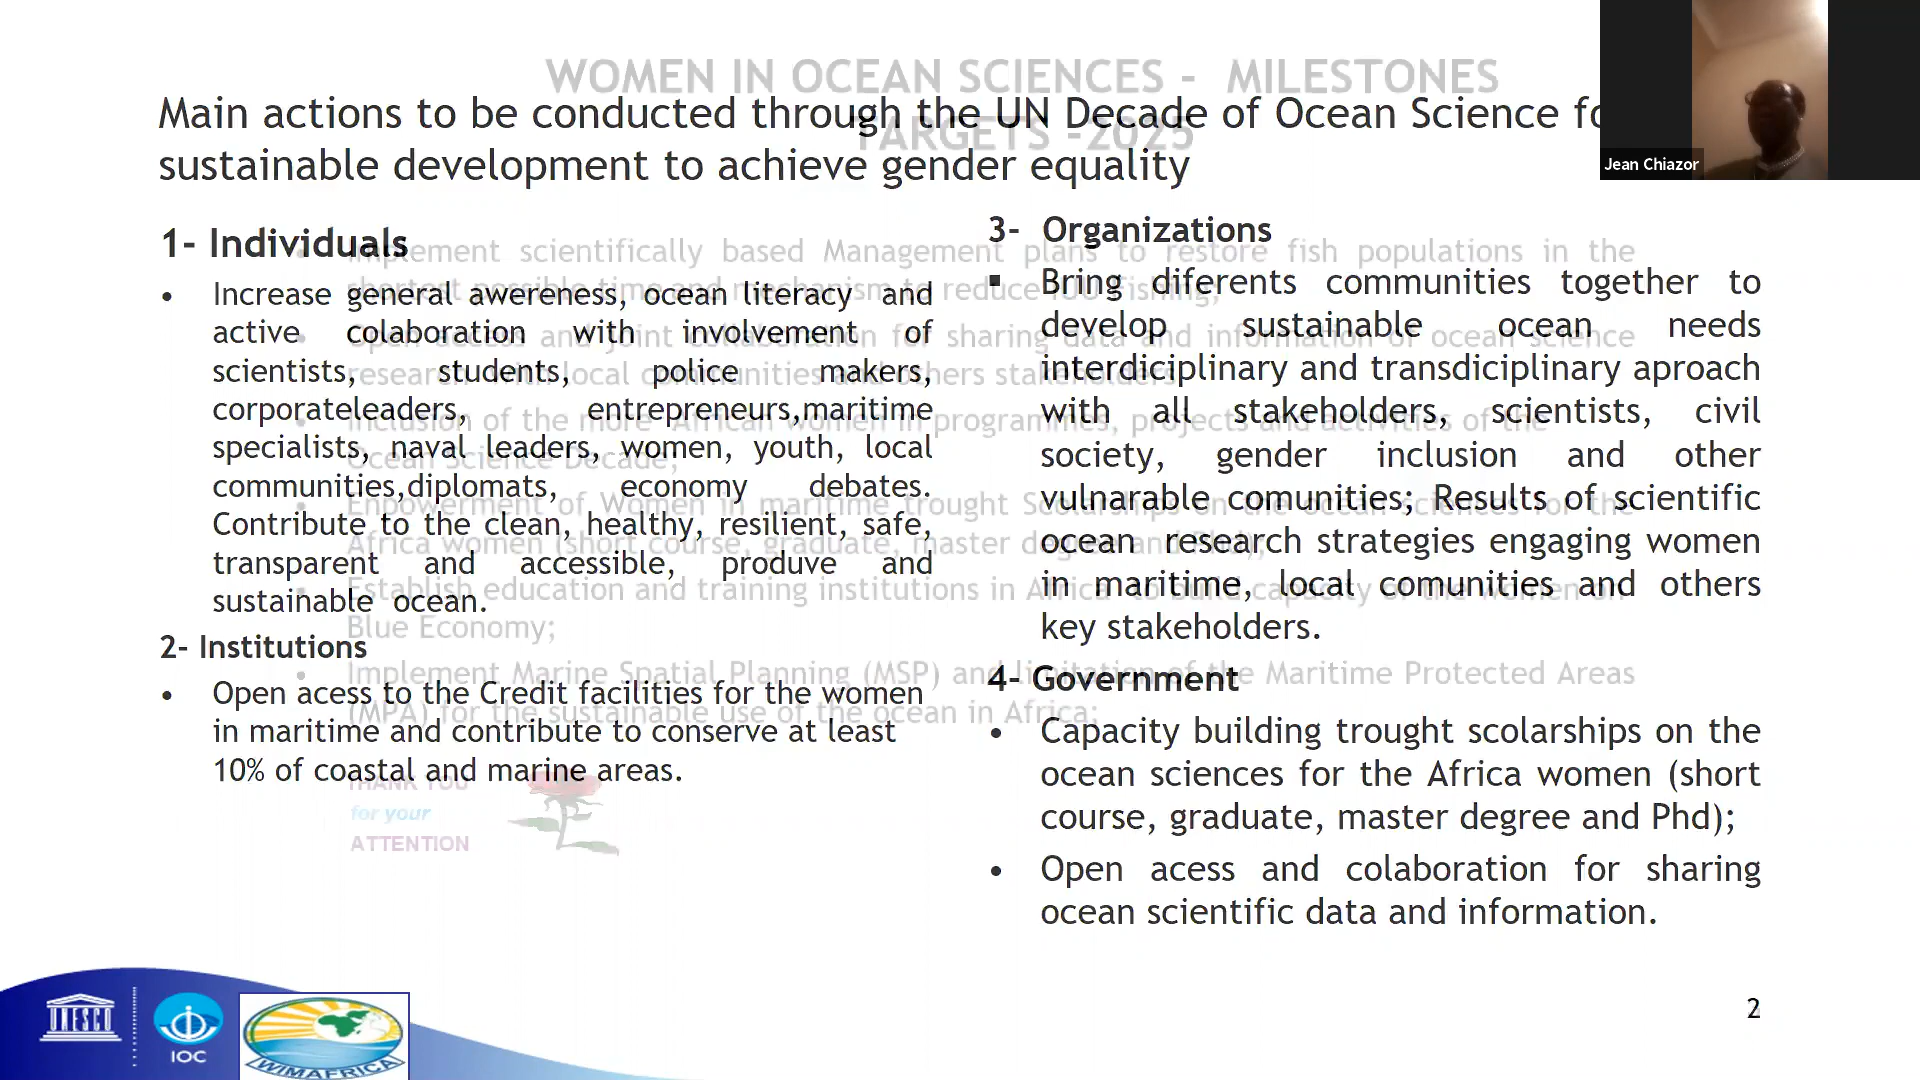 WOMEN IN OCEAN SCIENCES - MILESTONES
TARGETS -2025
Main actions to be conducted through the UN Decade of Ocean Science fo
sustainable development to achieve gender equality
Jean Chiazor
1- Individuals
• Increase general awereness, ocean literacy and
active colaboration with involvement of
scientists, students, police makers,
corporateleaders, entrepreneurs,maritime
specialists, naval leaders, women, youth, local
communities,diplomats, economy debates.
Contribute to the clean, healthy, resilient, safe,
transparent and accessible, produve and
sustainable ocean.
2- Institutions
• Open acess to the Credit facilities for the women
in maritime and contribute to conserve at least
10% of coastal and marine areas.
3- Organizations
▪ Bring diferents communities together to
develop sustainable ocean needs
interdiciplinary and transdiciplinary aproach
with all stakeholders, scientists, civil
society, gender inclusion and other
vulnarable comunities; Results of scientific
ocean research strategies engaging women
in maritime, local comunities and others
key stakeholders.
4- Government
• Capacity building trought scolarships on the
ocean sciences for the Africa women (short
course, graduate, master degree and Phd);
• Open acess and colaboration for sharing
ocean scientific data and information.
• Implement scientifically based Management plans to restore fish populations in the
shortest possible time and mechanism to reduce IUU fishing;
• Open access and joint collaboration for sharing data and information of ocean science
research with local communities and others stakeholders
• Inclusion of the more African women in programmes, projects and activities of the
Ocean Science Decade;
• Empowerment of Women in maritime trought Scholarships on the ocean sciences for the
Africa women (short course, graduate, master degree and Phd);
• Establish education and training institutions in Africa to build capacity of the women on
Blue Economy;
• Implement Marine Spatial Planning (MSP) and limitation of the Maritime Protected Areas
(MPA) for the sustainable use of the ocean in Africa;
THANK YOU
for your
ATTENTION
UNESCO
IOC
WIMAFRICA
2